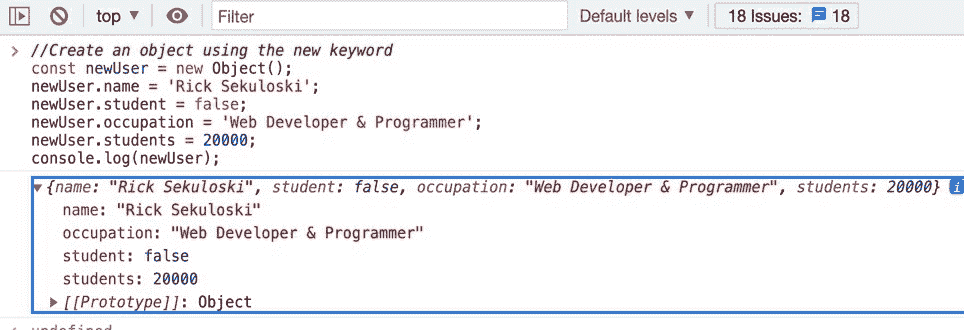 top ▼ Filter Default levels ▼ 18 Issues: 18
> //Create an object using the new keyword
const newUser = new Object();
newUser.name = 'Rick Sekuloski';
newUser.student = false;
newUser.occupation = 'Web Developer & Programmer';
newUser.students = 20000;
console.log(newUser);
▼ {name: "Rick Sekuloski", student: false, occupation: "Web Developer & Programmer", students: 20000} i
name: "Rick Sekuloski"
occupation: "Web Developer & Programmer"
student: false
students: 20000
▶ [[Prototype]]: Object
undefined